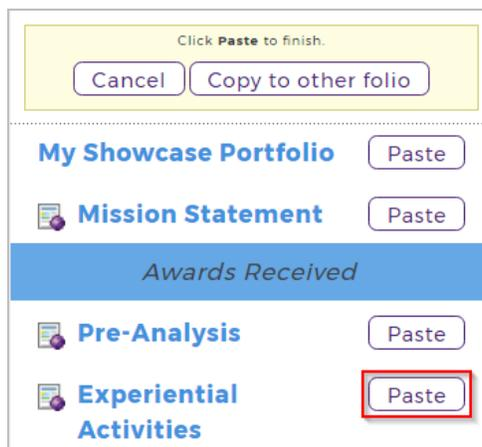 Click Paste to finish.
Cancel Copy to other folio
My Showcase Portfolio Paste
Mission Statement Paste
Awards Received
Pre-Analysis Paste
Experiential Paste
Activities